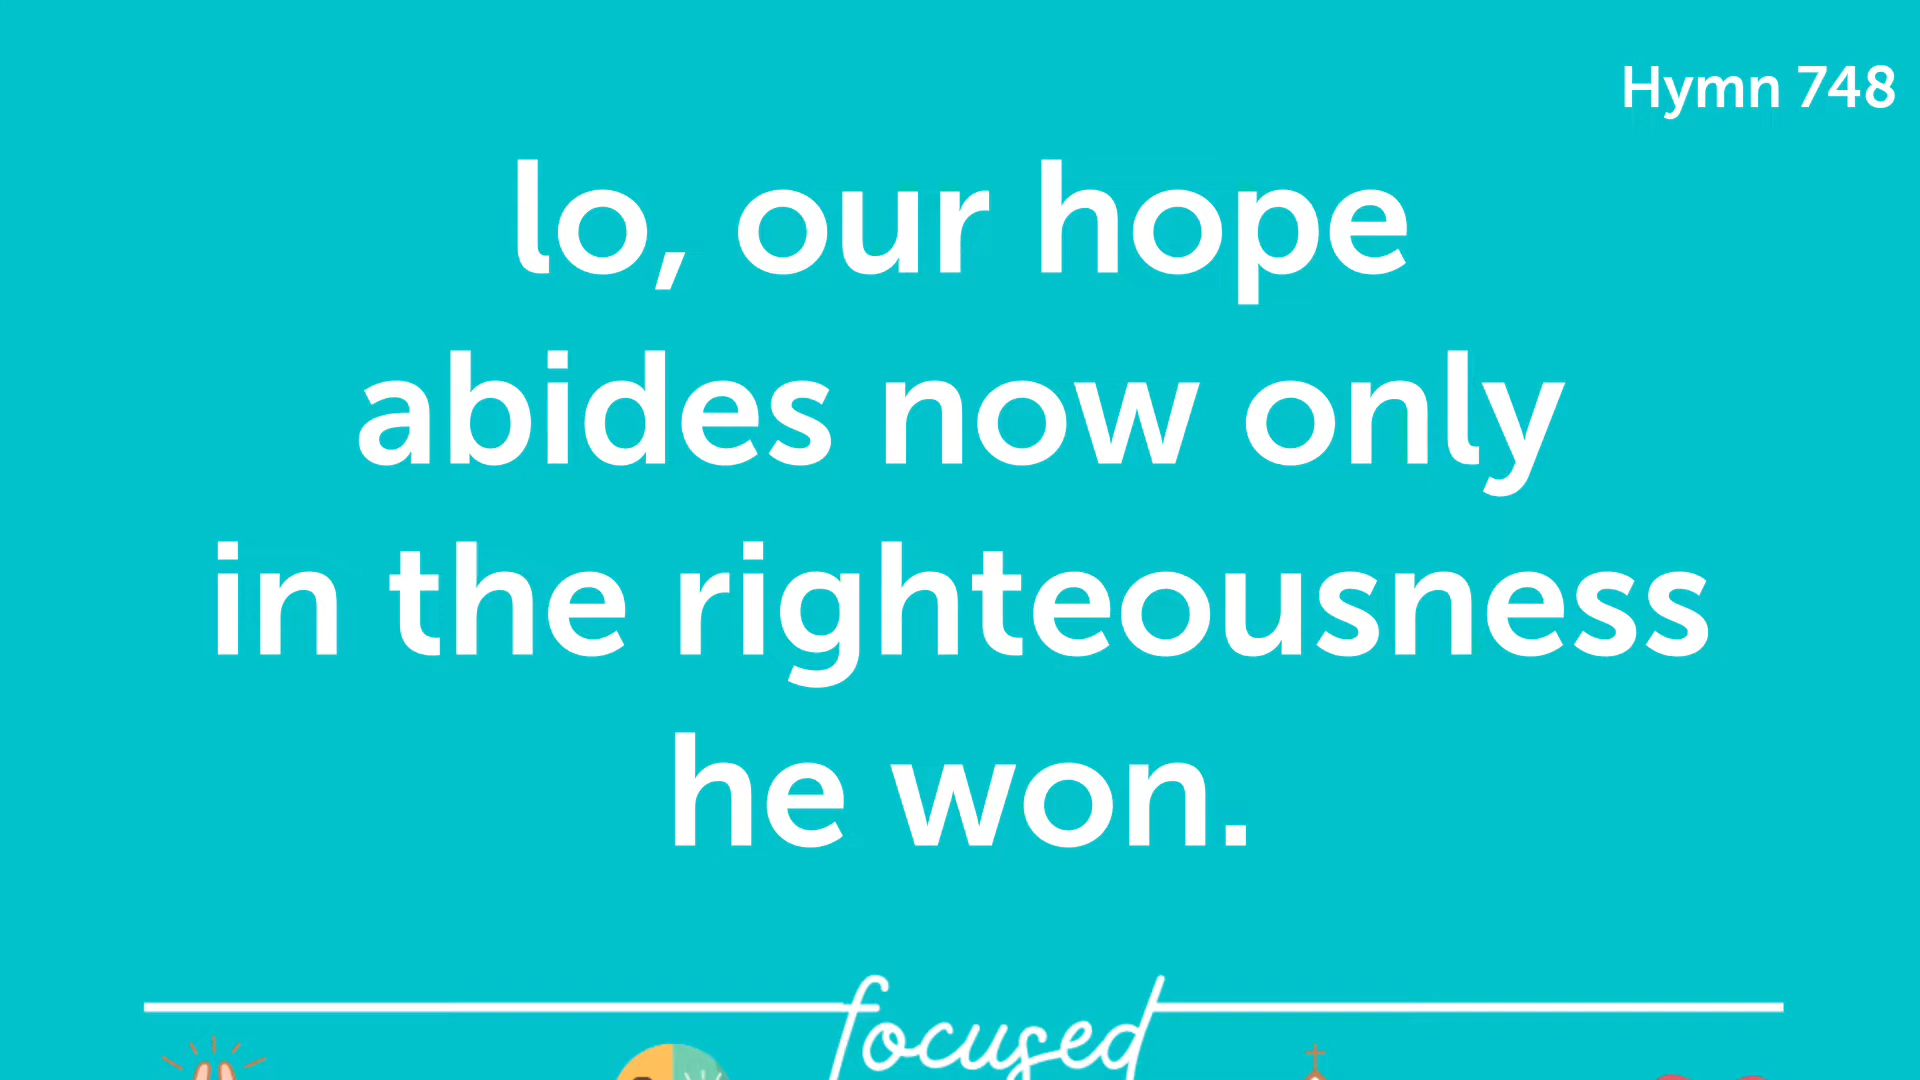 Hymn 748
lo, our hope
abides now only
in the righteousness
he won.
focused